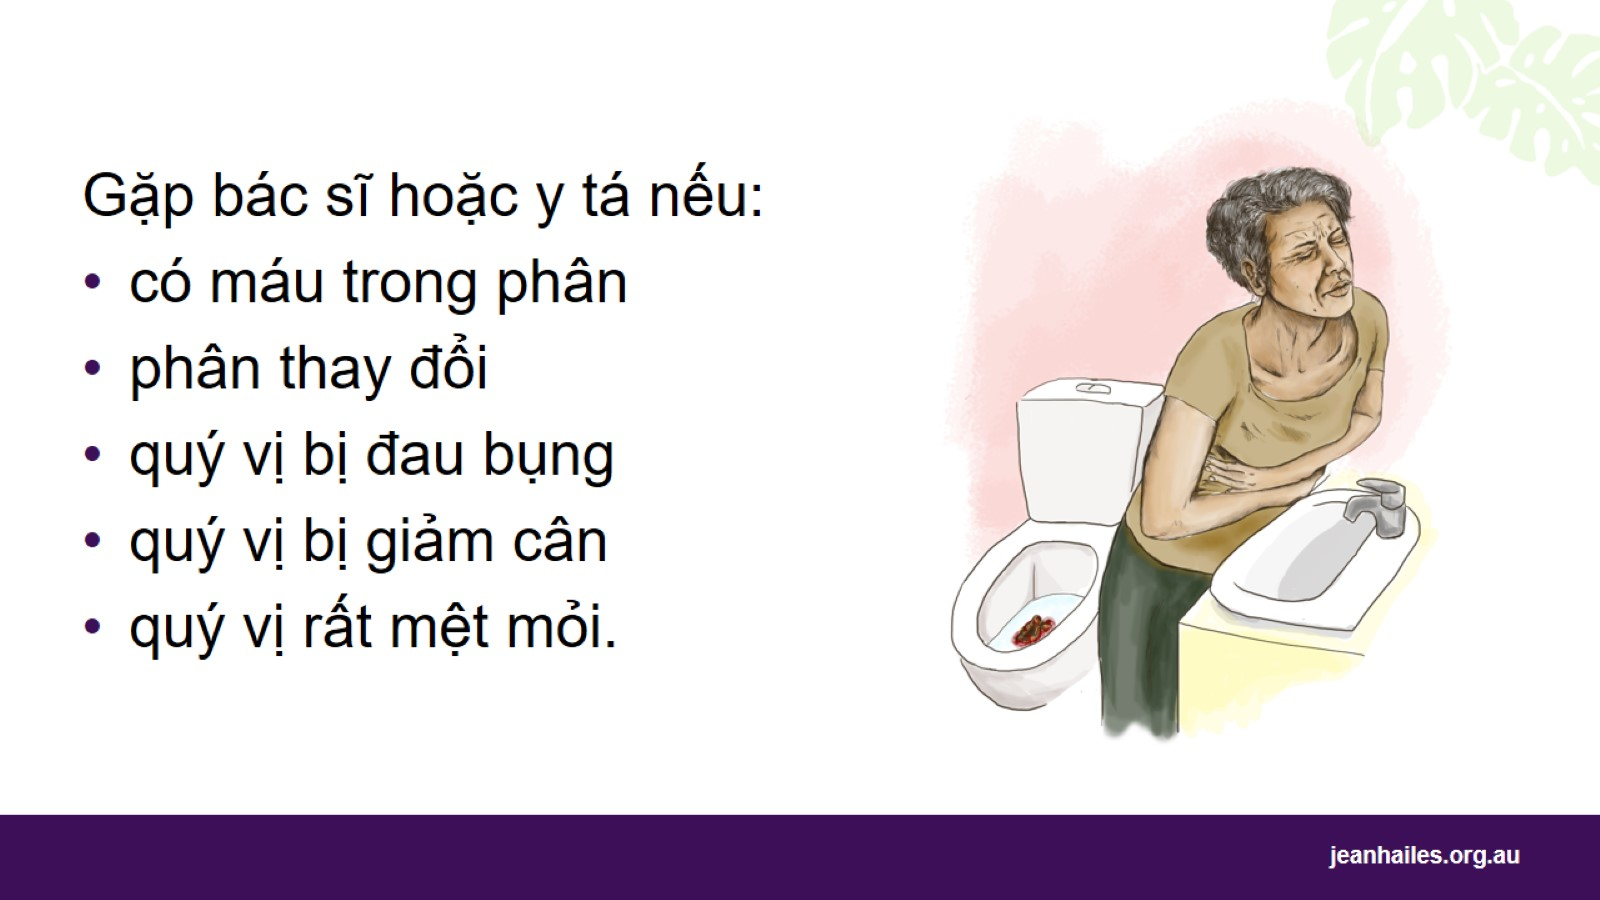 Gặp bác sĩ hoặc y tá nếu:
• có máu trong phân
• phân thay đổi
• quý vị bị đau bụng
• quý vị bị giảm cân
• quý vị rất mệt mỏi.
jeanhailes.org.au